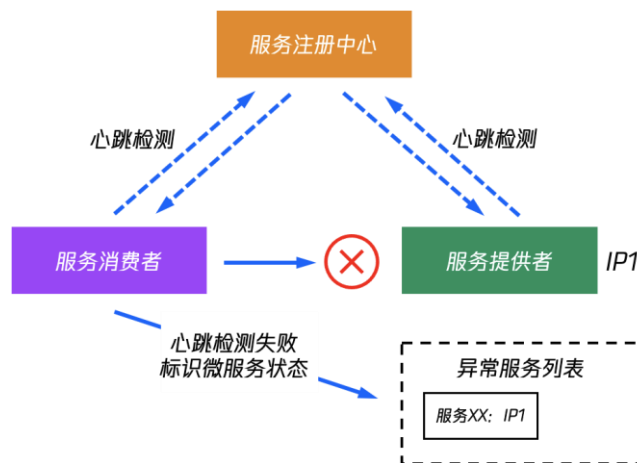 服务注册中心
心跳检测
心跳检测
服务消费者
服务提供者
IP1
心跳检测失败
标识微服务状态
异常服务列表
服务XX：IP1